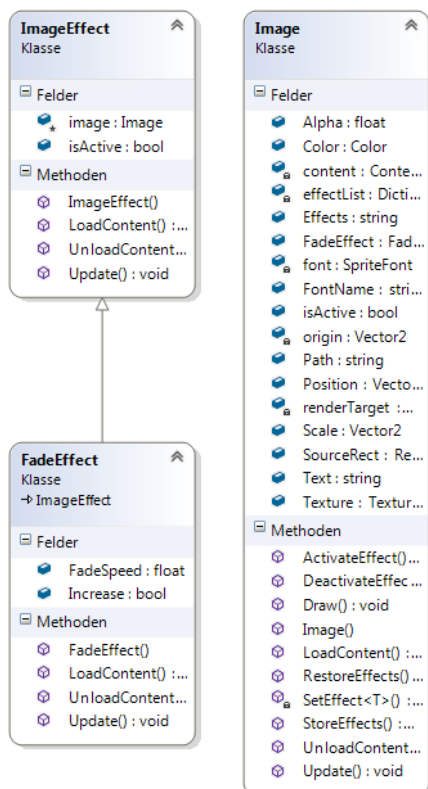 ImageEffect
Klasse
Felder
image : Image
isActive : bool
Methoden
ImageEffect()
LoadContent() :...
UnloadContent...
Update() : void
FadeEffect
Klasse
ImageEffect
Felder
FadeSpeed : float
Increase : bool
Methoden
FadeEffect()
LoadContent() :...
UnloadContent...
Update() : void
Image
Klasse
Felder
Alpha : float
Color : Color
content : Conte...
effectList : Dicti...
Effects : string
FadeEffect : Fad...
font : SpriteFont
FontName : stri...
isActive : bool
origin : Vector2
Path : string
Position : Vecto...
renderTarget :...
Scale : Vector2
SourceRect : Re...
Text : string
Texture : Textur...
Methoden
ActivateEffect()...
DeactivateEffec...
Draw() : void
Image()
LoadContent() :...
RestoreEffects()...
SetEffect<T>() :...
StoreEffects() :...
UnloadContent...
Update() : void